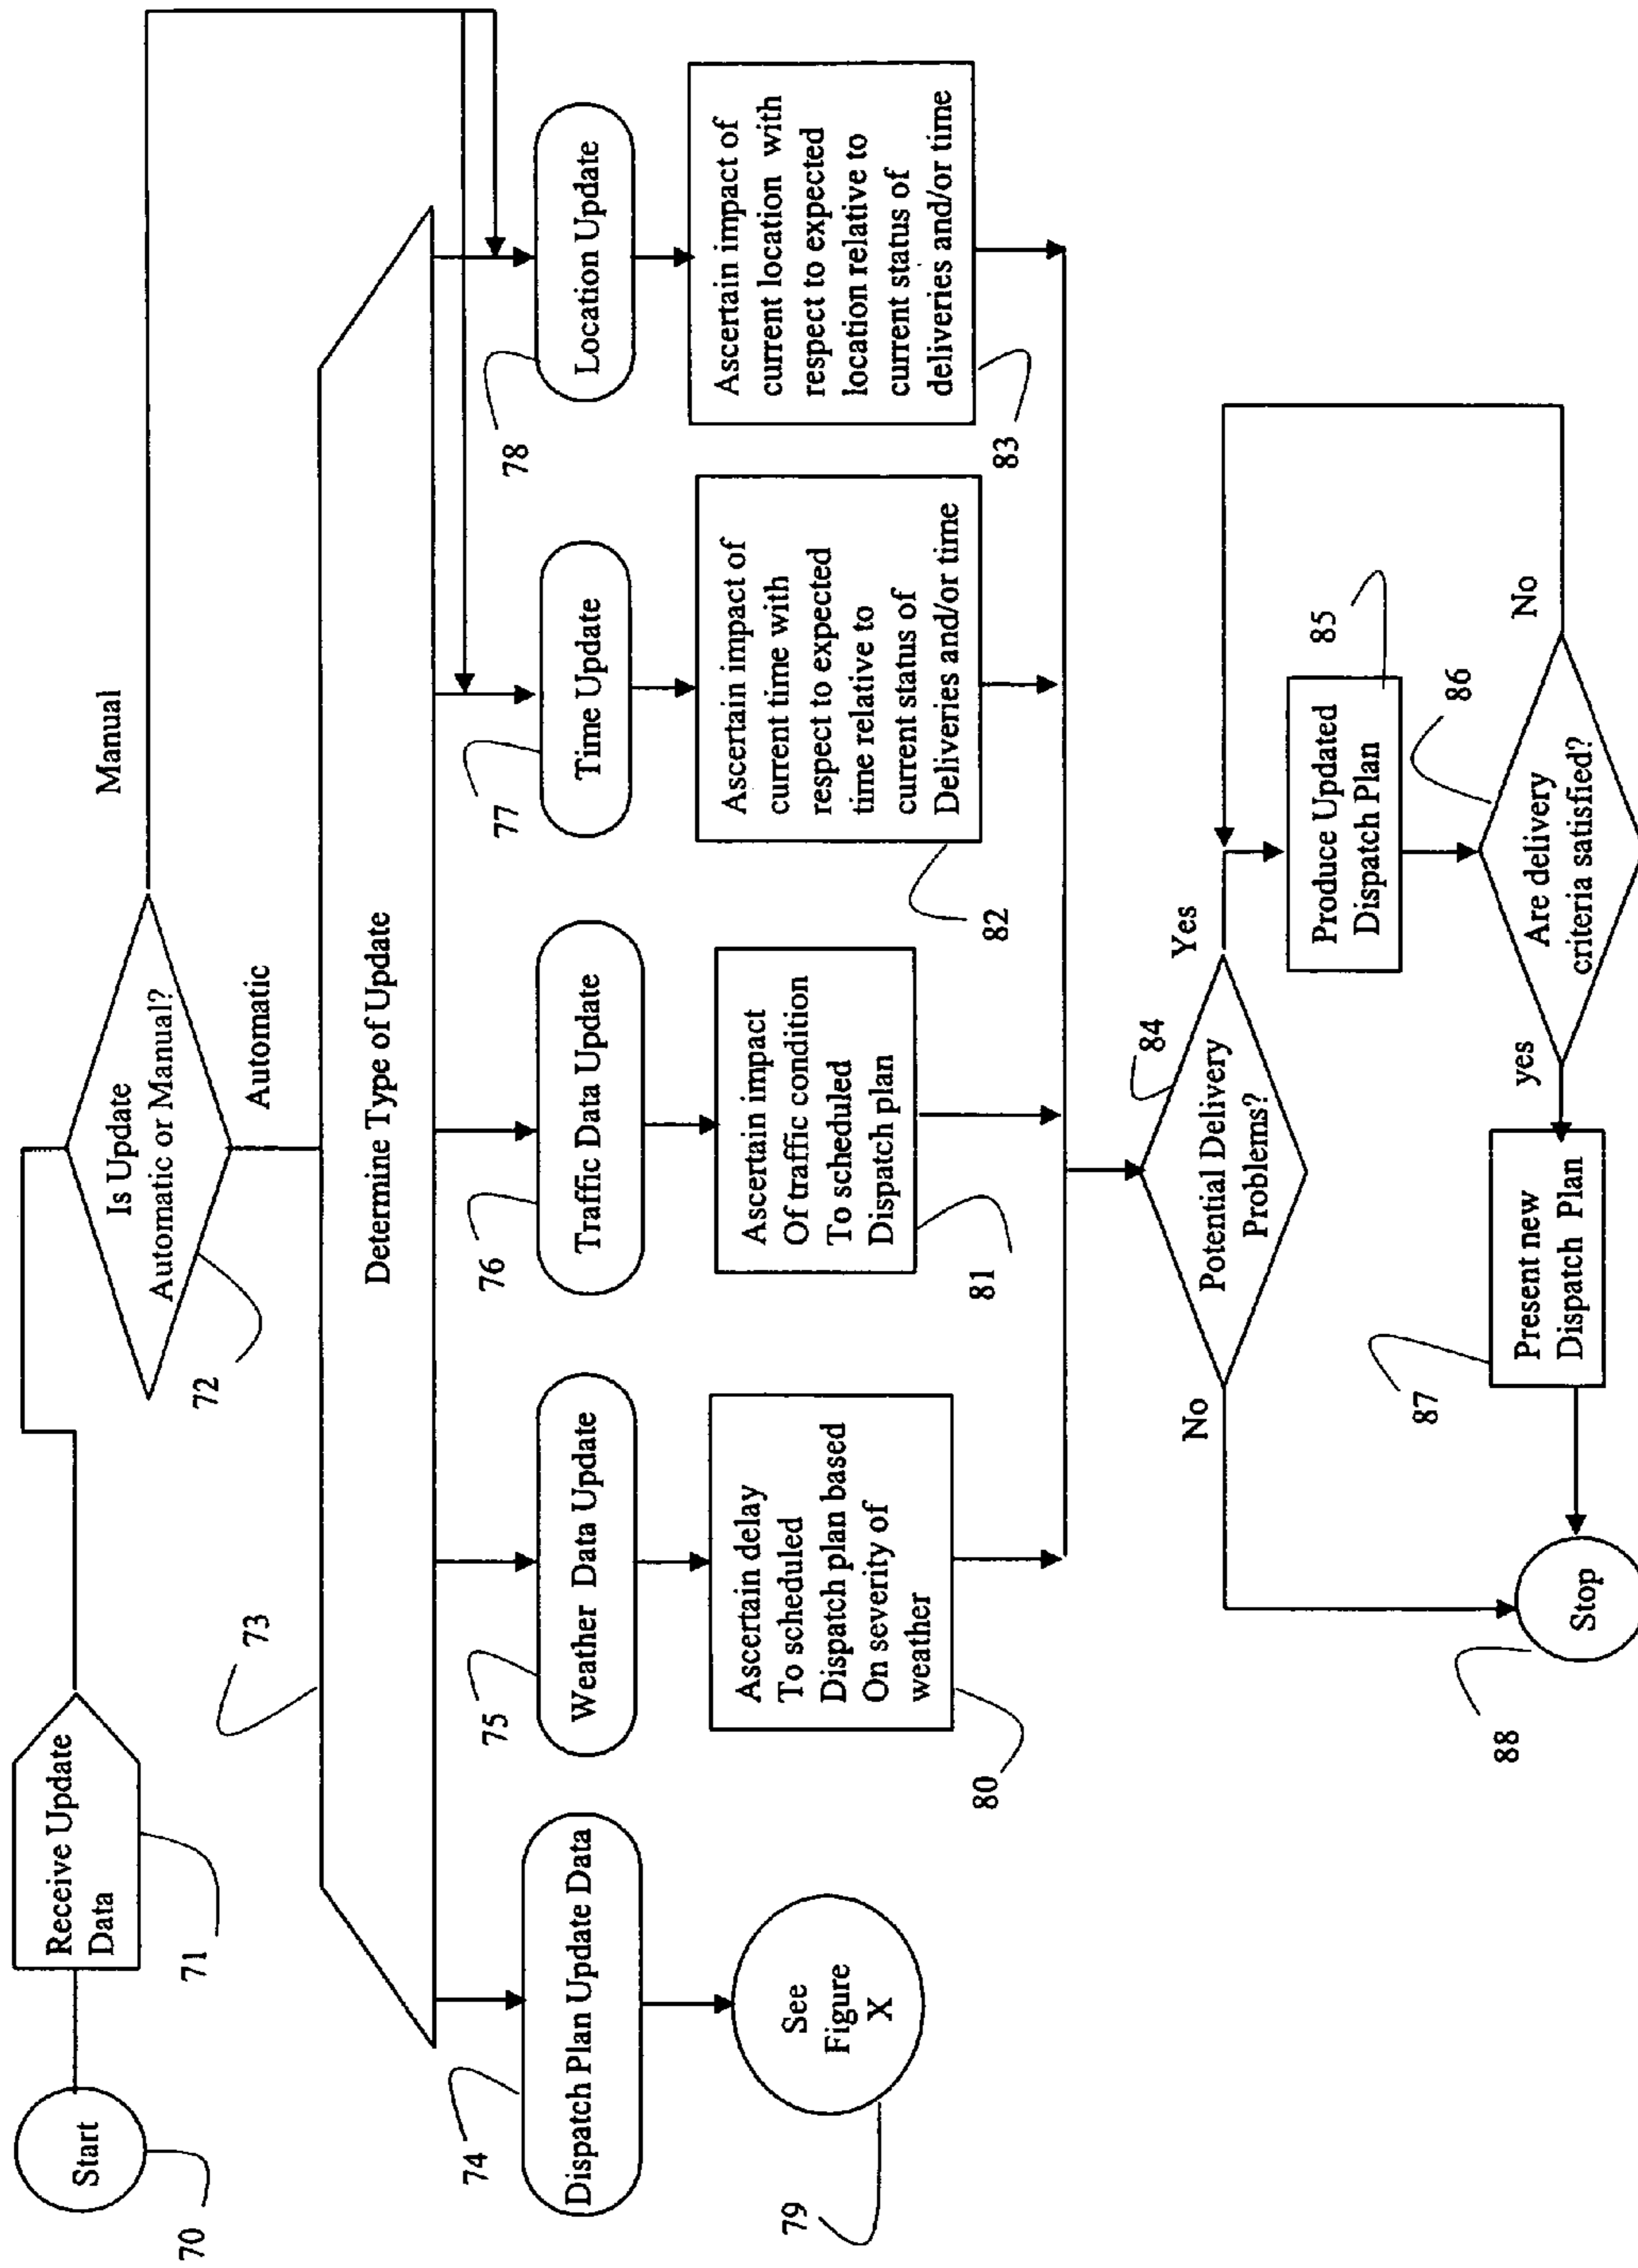 Start
70
Receive Update
Data
71
Is Update
Automatic or Manual?
72
Manual
Automatic
Determine Type of Update
73
Dispatch Plan Update Data
74
Weather Data Update
75
Traffic Data Update
76
Time Update
77
Location Update
78
See
Figure
X
79
Ascertain delay
To scheduled
Dispatch plan based
On severity of
weather
80
Ascertain impact
Of traffic condition
To scheduled
Dispatch plan
81
Ascertain impact of
current time with
respect to expected
time relative to
current status of
Deliveries and/or time
82
Ascertain impact of
current location with
respect to expected
location relative to
current status of
deliveries and/or time
83
Potential Delivery
Problems?
84
No
Yes
Produce Updated
Dispatch Plan
85
Are delivery
criteria satisfied?
86
No
yes
Present new
Dispatch Plan
87
Stop
88